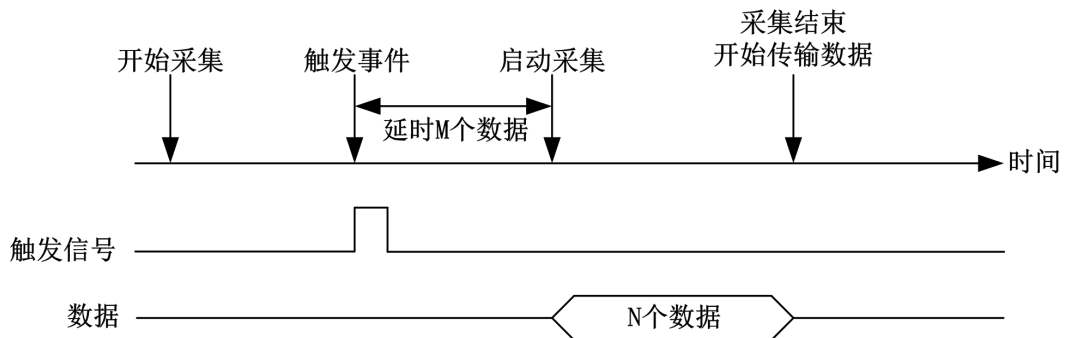 采集结束
开始采集
触发事件
启动采集
开始传输数据
延时M个数据
时间
触发信号
数据
N个数据